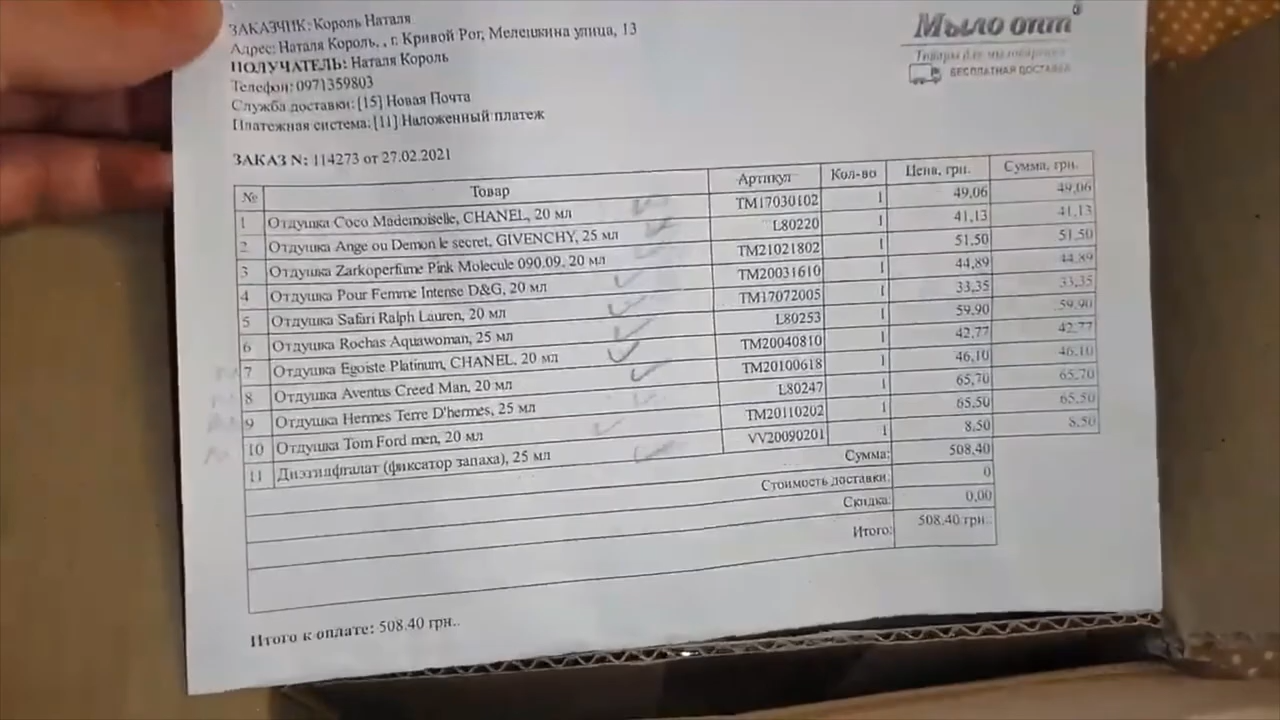 ЗАКАЗЧИК: Король Наталя
Адрес: Наталя Король, , г. Кривой Рог, Мелешкина улица, 13
ПОЛУЧАТЕЛЬ: Наталя Король
Телефон: 0971359803
Служба доставки: [15] Новая Почта
Платежная система: [11] Наложенный платеж
Мыло опт
Товары для мыловарения
БЕСПЛАТНАЯ ДОСТАВКА
ЗАКАЗ N: 114273 от 27.02.2021
№ Товар Артикул Кол-во Цена, грн. Сумма, грн.
1 Отдушка Coco Mademoiselle, CHANEL, 20 мл TM17030102 1 49,06 49,06
2 Отдушка Ange ou Demon le secret, GIVENCHY, 25 мл L80220 1 41,13 41,13
3 Отдушка Zarkoperfume Pink Molecule 090.09, 20 мл TM21021802 1 51,50 51,50
4 Отдушка Pour Femme Intense D&G, 20 мл TM20031610 1 44,89 44,89
5 Отдушка Safari Ralph Lauren, 20 мл TM17072005 1 33,35 33,35
6 Отдушка Rochas Aquawoman, 25 мл L80253 1 59,90 59,90
7 Отдушка Egoiste Platinum, CHANEL, 20 мл TM20040810 1 42,77 42,77
8 Отдушка Aventus Creed Man, 20 мл TM20100618 1 46,10 46,10
9 Отдушка Hermes Terre D'hermes, 25 мл L80247 1 65,70 65,70
10 Отдушка Tom Ford men, 20 мл TM20110202 1 65,50 65,50
11 Диэтилфталат (фиксатор запаха), 25 мл VV20090201 1 8,50 8,50
Сумма: 508,40
Стоимость доставки: 0
Скидка: 0,00
Итого: 508,40 грн..
Итого к оплате: 508,40 грн..